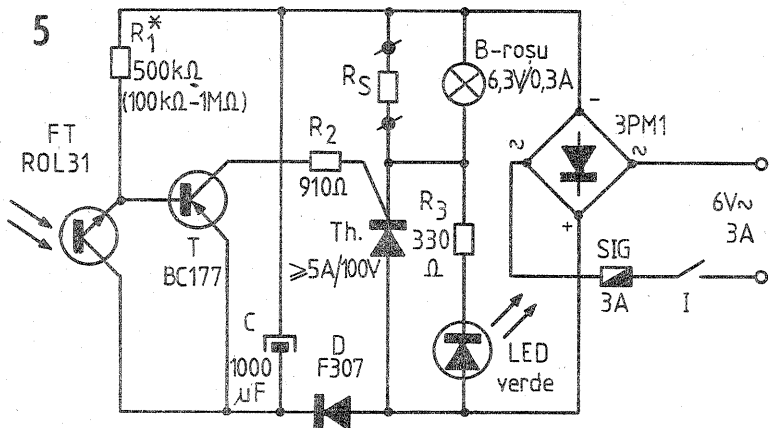 5
R1*
500kΩ
(100kΩ-1MΩ)
FT
ROL31
T
BC177
R2
910Ω
C
1000
μF
D
F307
RS
Th.
≥5A/100V
R3
330
Ω
LED
verde
B-roșu
6,3V/0,3A
3PM1
~
~
-
+
SIG
3A
I
6V~
3A